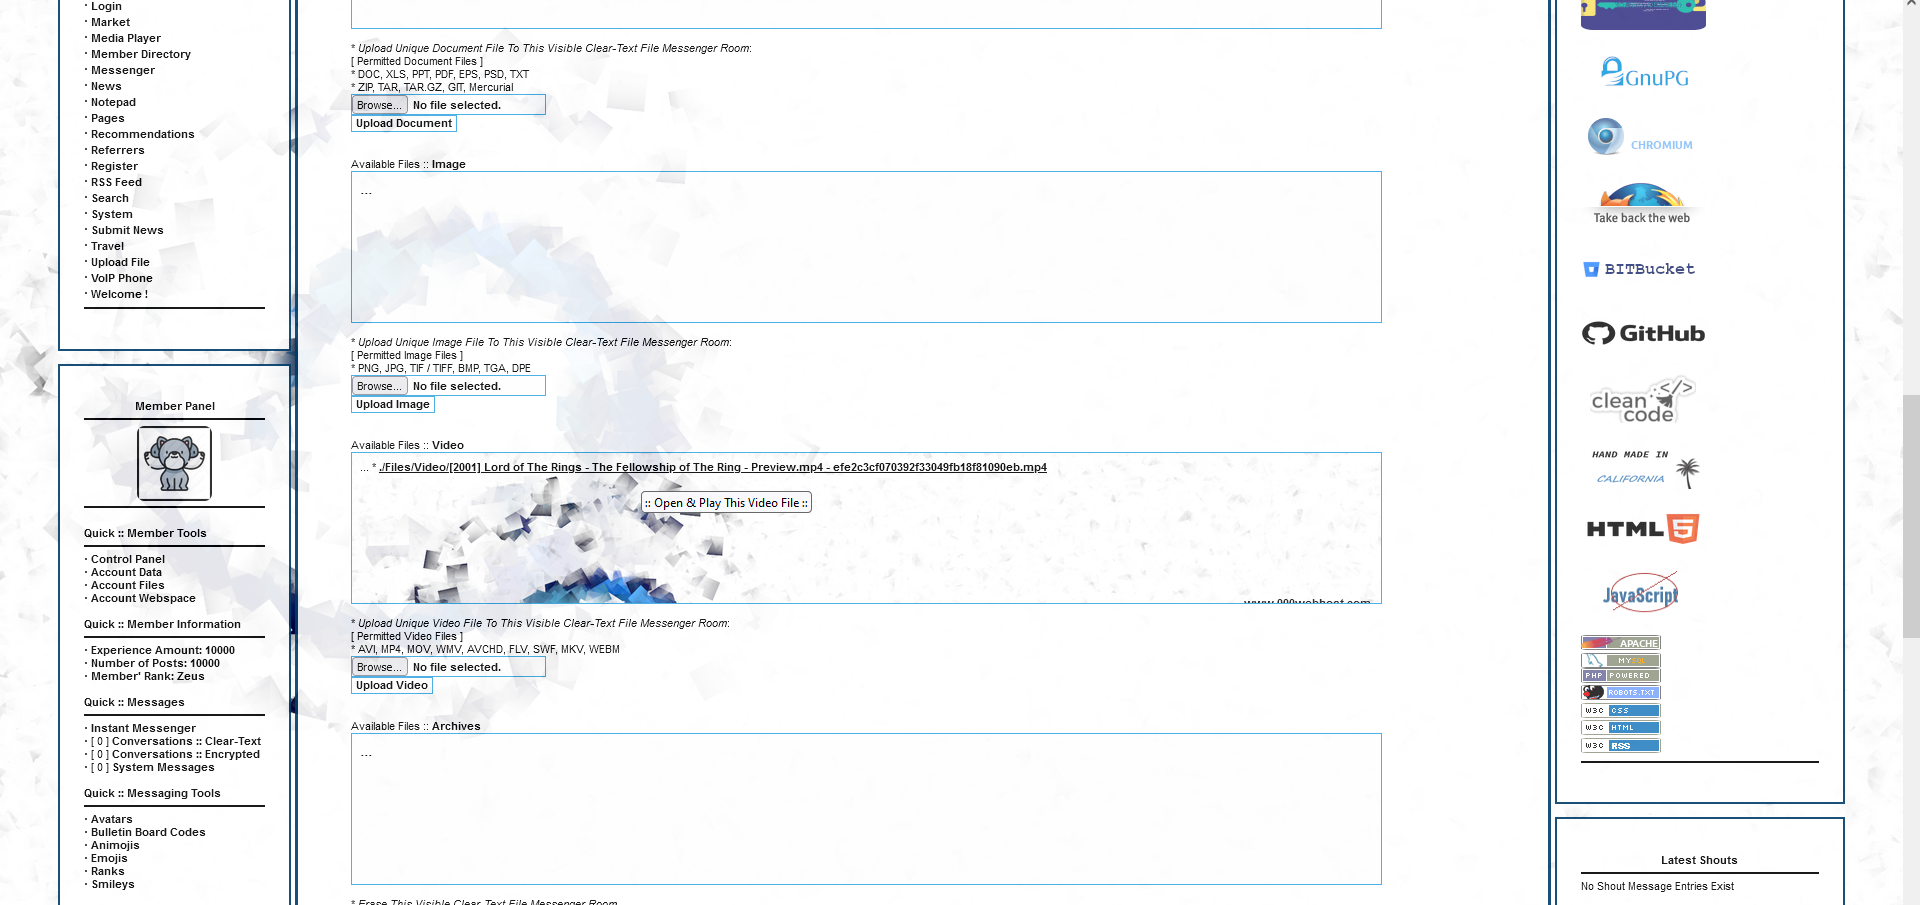 · Login
· Market
· Media Player
· Member Directory
· Messenger
· News
· Notepad
· Pages
· Recommendations
· Referrers
· Register
· RSS Feed
· Search
· System
· Submit News
· Travel
· Upload File
· VoIP Phone
· Welcome !
Member Panel
Quick :: Member Tools
· Control Panel
· Account Data
· Account Files
· Account Webspace
Quick :: Member Information
· Experience Amount: 10000
· Number of Posts: 10000
· Member' Rank: Zeus
Quick :: Messages
· Instant Messenger
· [ 0 ] Conversations :: Clear-Text
· [ 0 ] Conversations :: Encrypted
· [ 0 ] System Messages
Quick :: Messaging Tools
· Avatars
· Bulletin Board Codes
· Animojis
· Emojis
· Ranks
· Smileys
* Upload Unique Document File To This Visible Clear-Text File Messenger Room:
[ Permitted Document Files ]
* DOC, XLS, PPT, PDF, EPS, PSD, TXT
* ZIP, TAR, TAR.GZ, GIT, Mercurial
Browse... No file selected.
Upload Document
Available Files :: Image
...
* Upload Unique Image File To This Visible Clear-Text File Messenger Room:
[ Permitted Image Files ]
* PNG, JPG, TIF / TIFF, BMP, TGA, DPE
Browse... No file selected.
Upload Image
Available Files :: Video
... * ./Files/Video/[2001] Lord of The Rings - The Fellowship of The Ring - Preview.mp4 - efe2c3cf070392f33049fb18f81090eb.mp4
:: Open & Play This Video File ::
www.000webhost.com
* Upload Unique Video File To This Visible Clear-Text File Messenger Room:
[ Permitted Video Files ]
* AVI, MP4, MOV, WMV, AVCHD, FLV, SWF, MKV, WEBM
Browse... No file selected.
Upload Video
Available Files :: Archives
...
* Erase This Visible Clear-Text File Messenger Room
GnuPG
CHROMIUM
Take back the web
BITBucket
GitHub
clean code
HAND MADE IN
CALIFORNIA
HTML 5
JavaScript
APACHE
MYSQL
PHP POWERED
ROBOTS.TXT
W3C CSS
W3C HTML
W3C RSS
Latest Shouts
No Shout Message Entries Exist